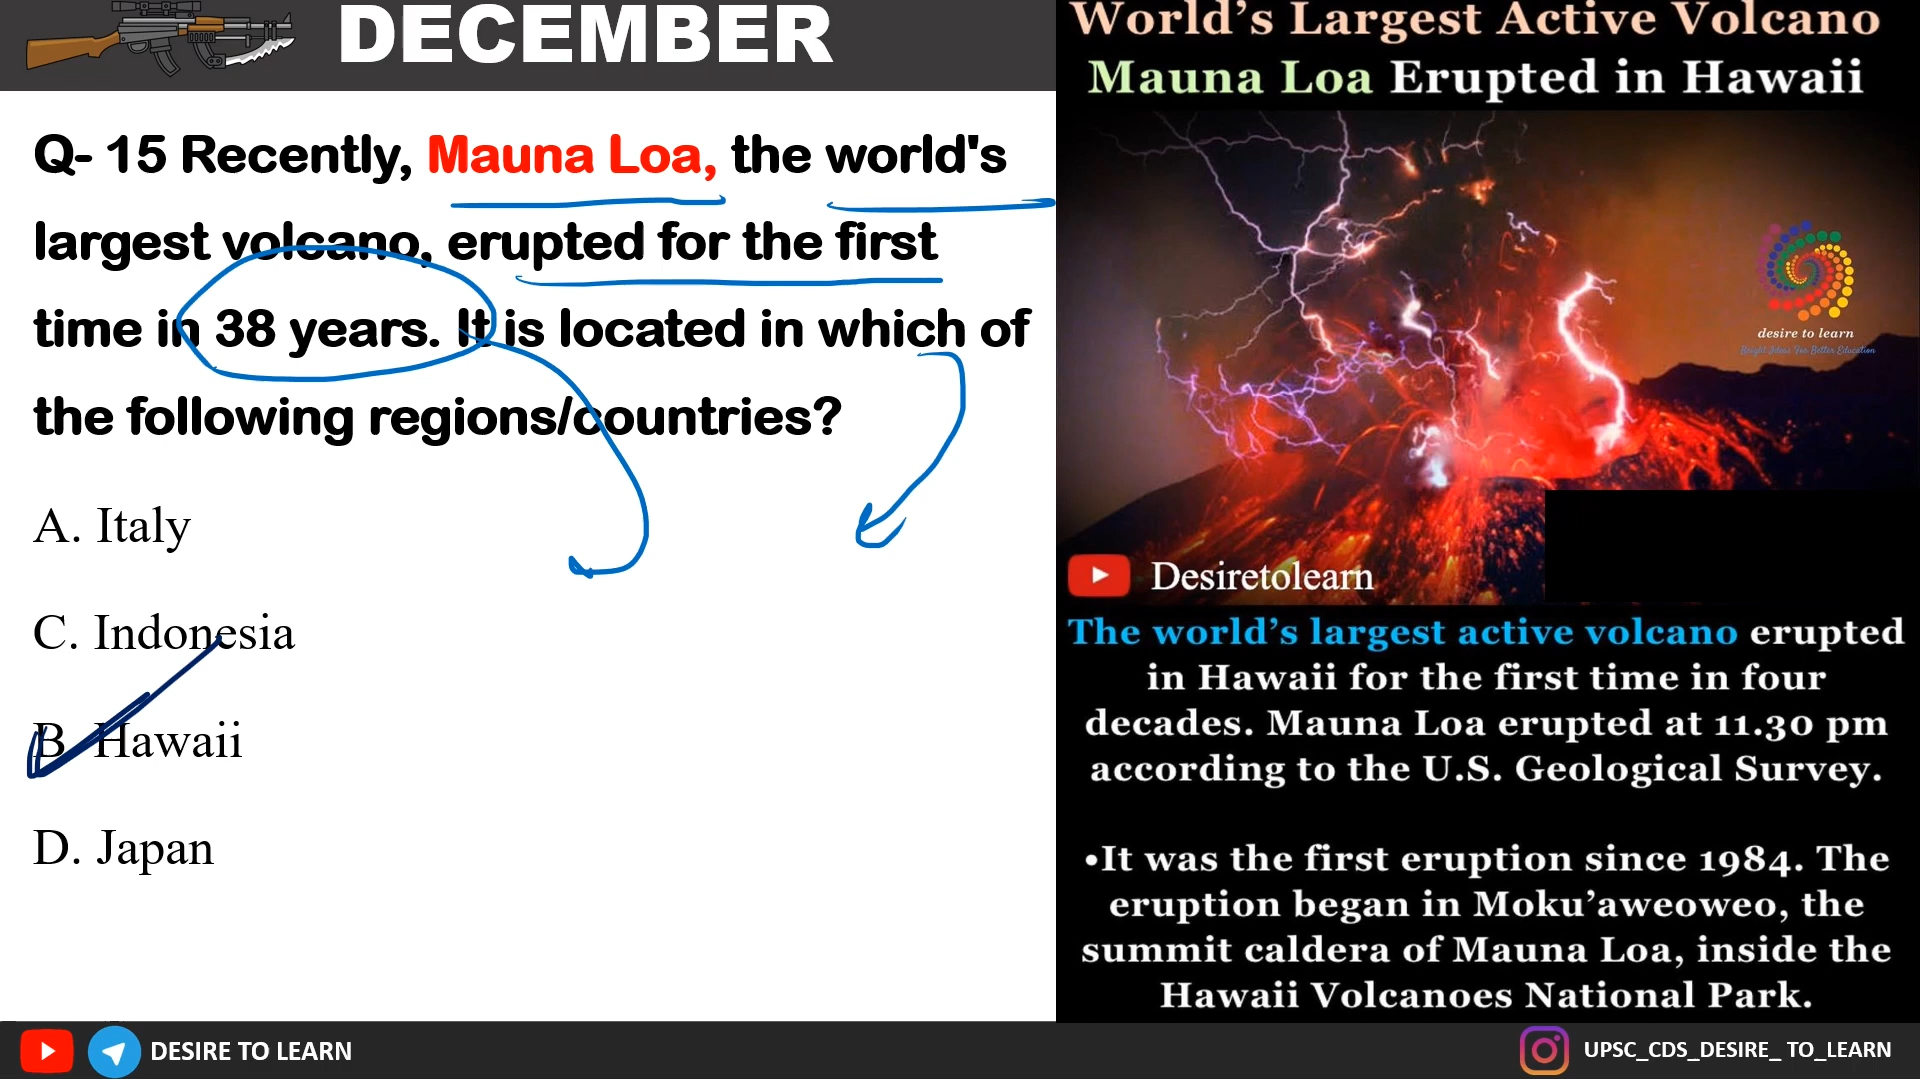 DECEMBER
Q- 15 Recently, Mauna Loa, the world's
largest volcano, erupted for the first
time in 38 years. It is located in which of
the following regions/countries?
A. Italy
C. Indonesia
B. Hawaii
D. Japan
World’s Largest Active Volcano
Mauna Loa Erupted in Hawaii
desire to learn
Bright Ideas For Better Education
Desiretolearn
The world’s largest active volcano erupted
in Hawaii for the first time in four
decades. Mauna Loa erupted at 11.30 pm
according to the U.S. Geological Survey.
•It was the first eruption since 1984. The
eruption began in Moku’aweoweo, the
summit caldera of Mauna Loa, inside the
Hawaii Volcanoes National Park.
DESIRE TO LEARN
UPSC_CDS_DESIRE_ TO_LEARN